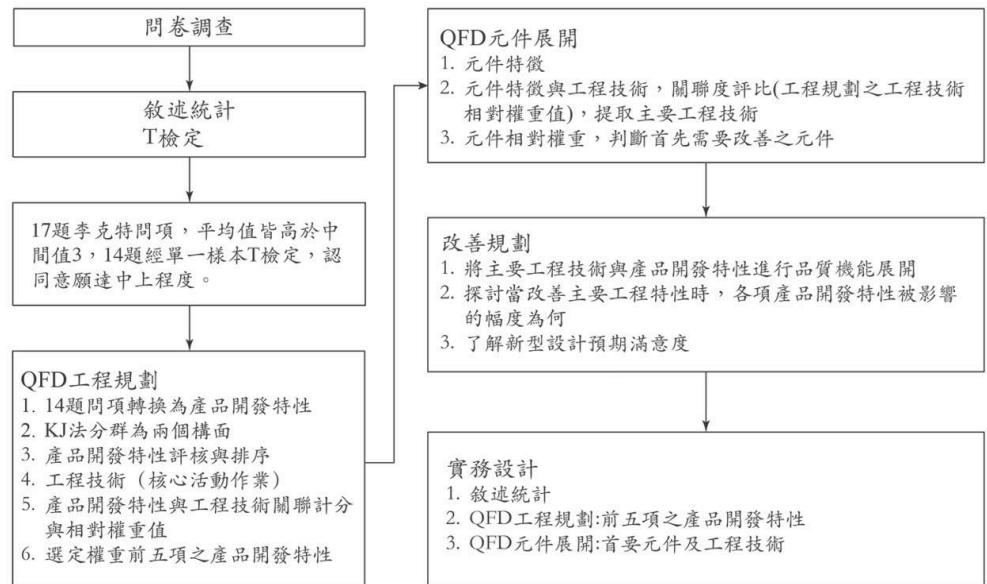 問卷調查
敘述統計
T檢定
17題李克特問項，平均值皆高於中
間值3，14題經單一樣本T檢定，認
同意願達中上程度。
QFD工程規劃
1. 14題問項轉換為產品開發特性
2. KJ法分群為兩個構面
3. 產品開發特性評核與排序
4. 工程技術（核心活動作業）
5. 產品開發特性與工程技術關聯計分
與相對權重值
6. 選定權重前五項之產品開發特性
QFD元件展開
1. 元件特徵
2. 元件特徵與工程技術，關聯度評比(工程規劃之工程技術
相對權重值)，提取主要工程技術
3. 元件相對權重，判斷首先需要改善之元件
改善規劃
1. 將主要工程技術與產品開發特性進行品質機能展開
2. 探討當改善主要工程特性時，各項產品開發特性被影響
的幅度為何
3. 了解新型設計預期滿意度
實務設計
1. 敘述統計
2. QFD工程規劃:前五項之產品開發特性
3. QFD元件展開:首要元件及工程技術